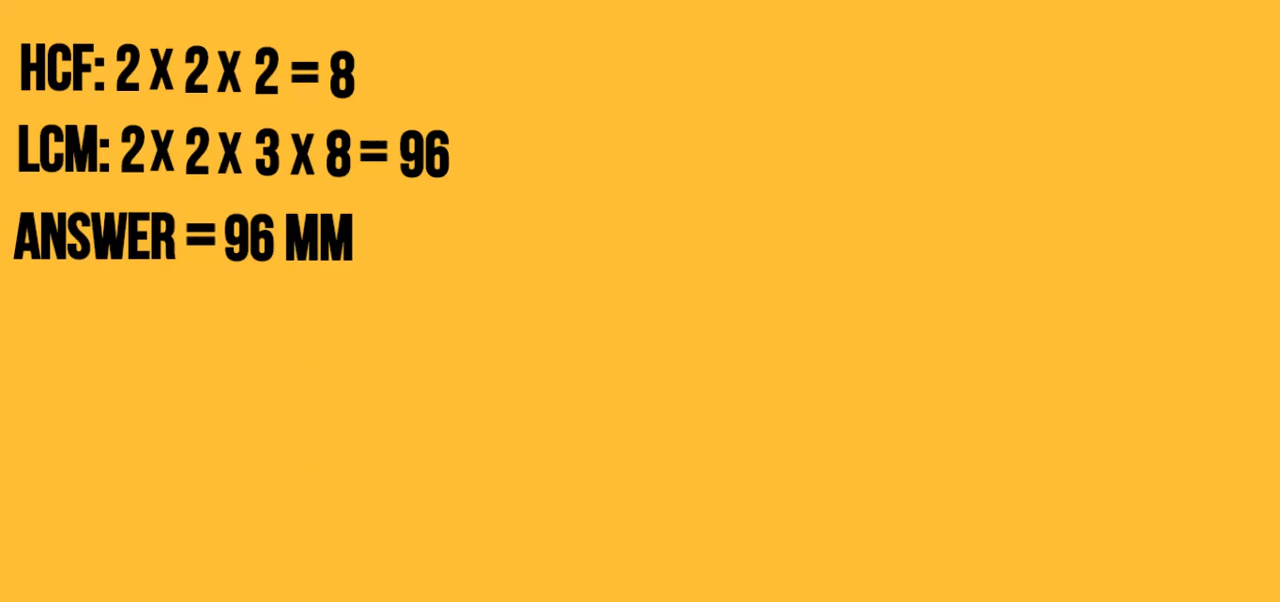 HCF: 2 X 2 X 2 = 8
LCM: 2 X 2 X 3 X 8 = 96
ANSWER = 96 MM